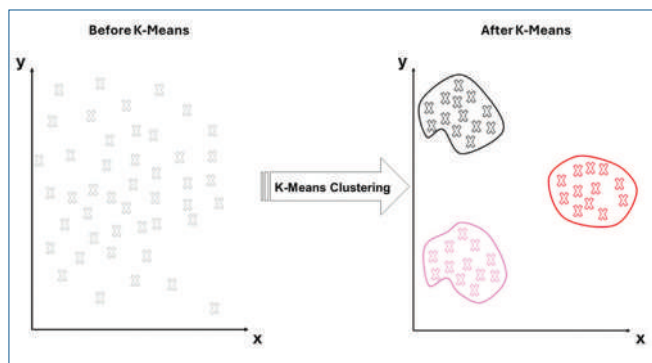 Before K-Means
After K-Means
y
y
K-Means Clustering
x
x